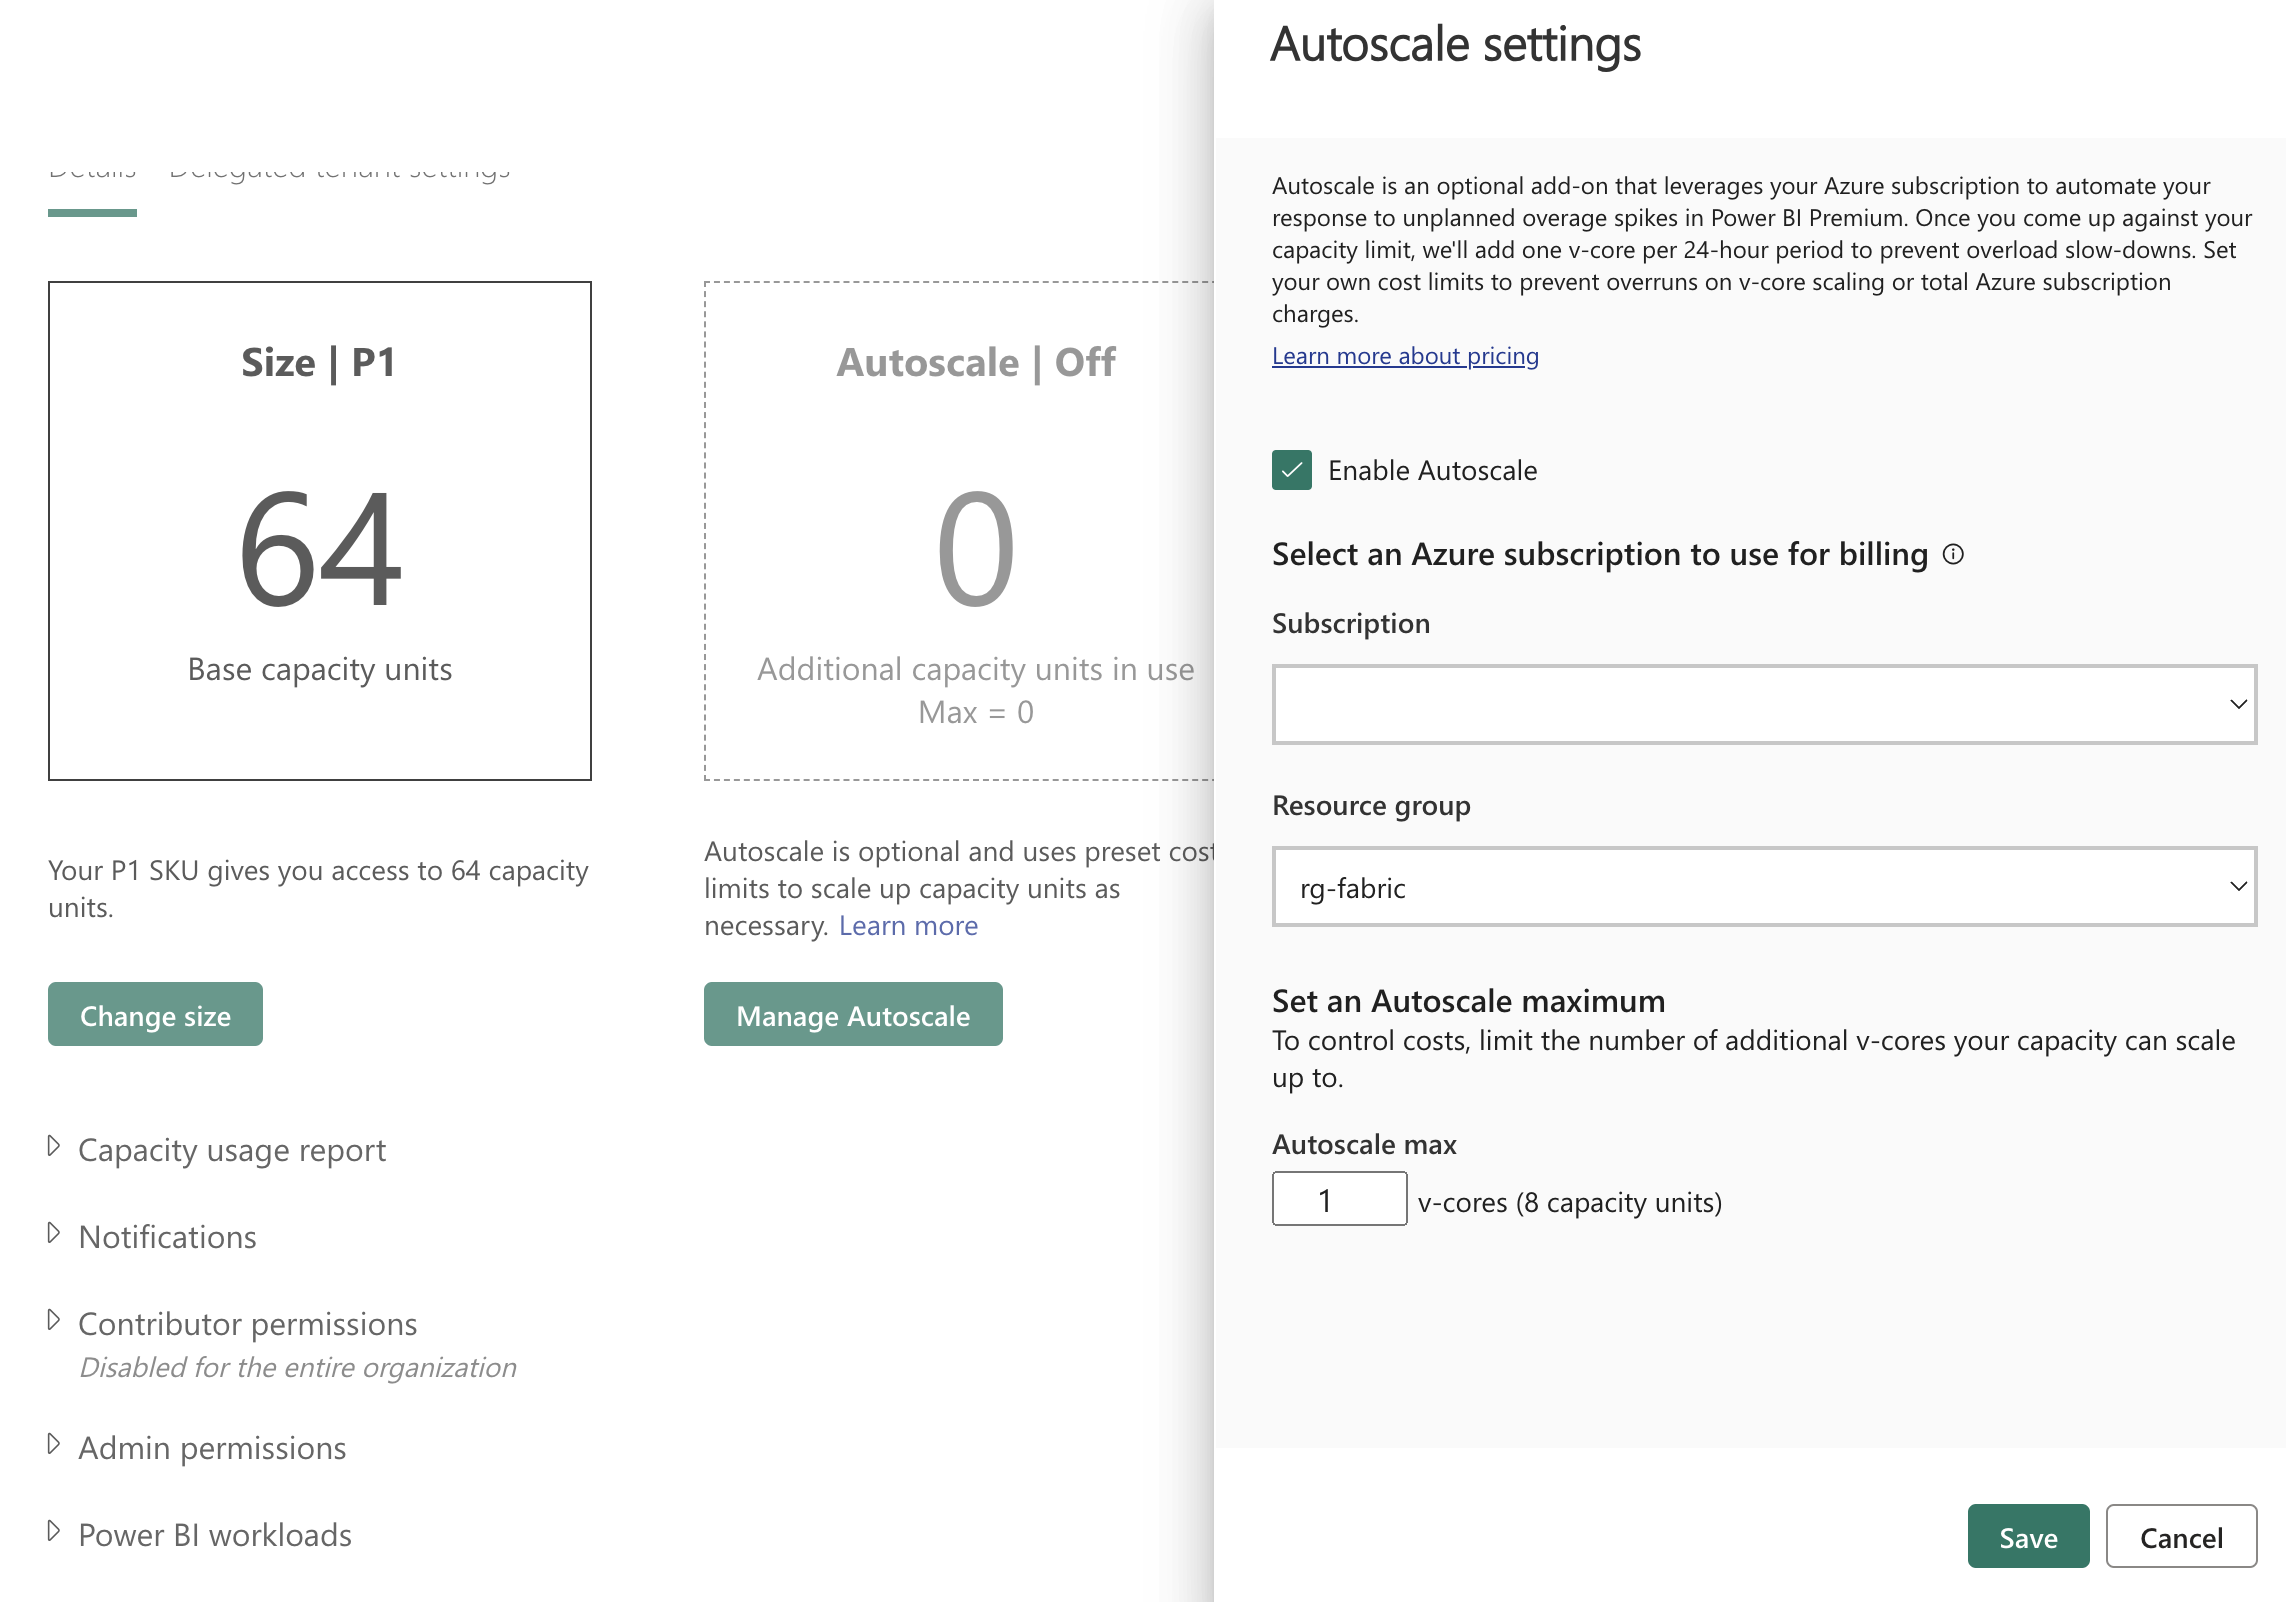 Details Delegated tenant settings
Size | P1
64
Base capacity units
Your P1 SKU gives you access to 64 capacity
units.
Change size
Autoscale | Off
0
Additional capacity units in use
Max = 0
Autoscale is optional and uses preset cost
limits to scale up capacity units as
necessary. Learn more
Manage Autoscale
Capacity usage report
Notifications
Contributor permissions
Disabled for the entire organization
Admin permissions
Power BI workloads
Autoscale settings
Autoscale is an optional add-on that leverages your Azure subscription to automate your
response to unplanned overage spikes in Power BI Premium. Once you come up against your
capacity limit, we'll add one v-core per 24-hour period to prevent overload slow-downs. Set
your own cost limits to prevent overruns on v-core scaling or total Azure subscription
charges.
Learn more about pricing
Enable Autoscale
Select an Azure subscription to use for billing
Subscription
Resource group
rg-fabric
Set an Autoscale maximum
To control costs, limit the number of additional v-cores your capacity can scale
up to.
Autoscale max
1 v-cores (8 capacity units)
Save Cancel